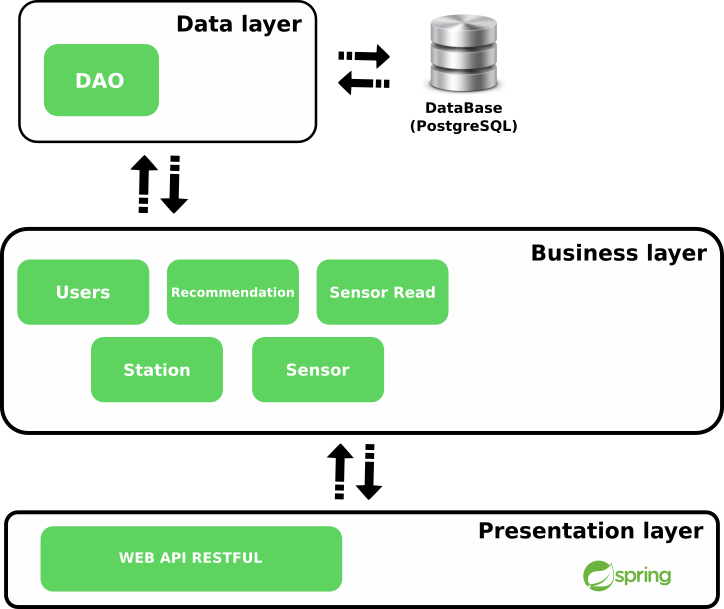 Data layer
DAO
DataBase
(PostgreSQL)
Business layer
Users
Recommendation
Sensor Read
Station
Sensor
Presentation layer
WEB API RESTFUL
spring